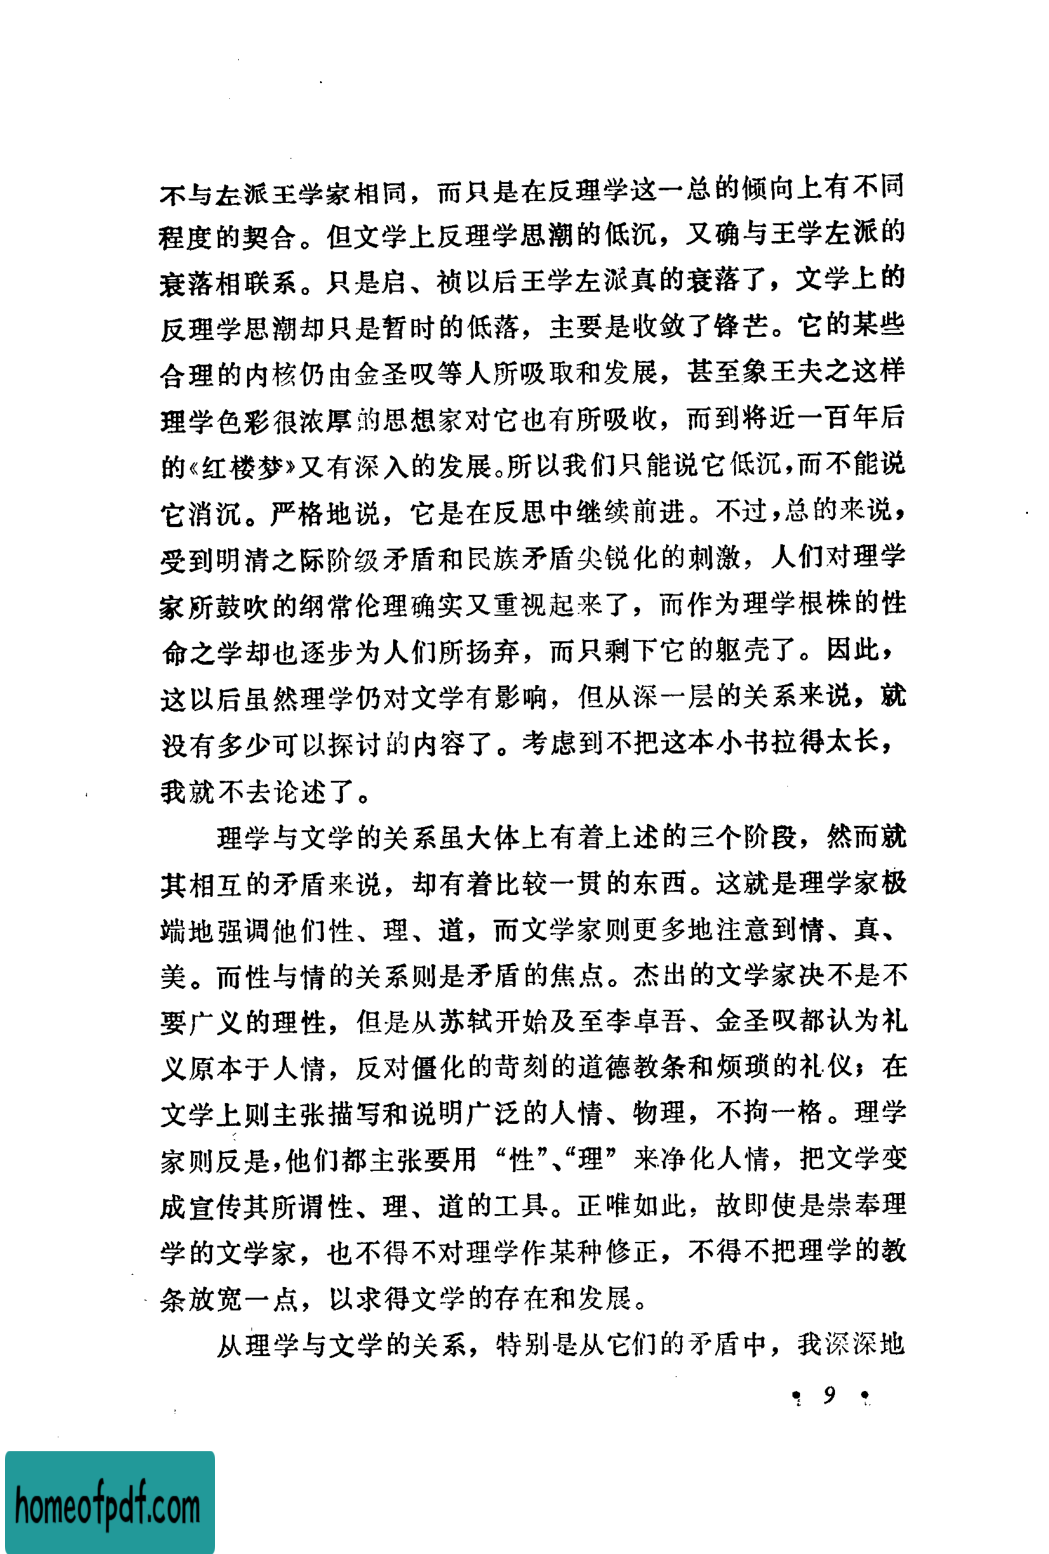 不与左派王学家相同，而只是在反理学这一总的倾向上有不同
程度的契合。但文学上反理学思潮的低沉，又确与王学左派的
衰落相联系。只是启、祯以后王学左派真的衰落了，文学上的
反理学思潮却只是暂时的低落，主要是收敛了锋芒。它的某些
合理的内核仍由金圣叹等人所吸取和发展，甚至象王夫之这样
理学色彩很浓厚的思想家对它也有所吸收，而到将近一百年后
的《红楼梦》又有深入的发展。所以我们只能说它低沉，而不能说
它消沉。严格地说，它是在反思中继续前进。不过，总的来说，
受到明清之际阶级矛盾和民族矛盾尖锐化的刺激，人们对理学
家所鼓吹的纲常伦理确实又重视起来了，而作为理学根株的性
命之学却也逐步为人们所扬弃，而只剩下它的躯壳了。因此，
这以后虽然理学仍对文学有影响，但从深一层的关系来说，就
没有多少可以探讨的内容了。考虑到不把这本小书拉得太长，
我就不去论述了。
理学与文学的关系虽大体上有着上述的三个阶段，然而就
其相互的矛盾来说，却有着比较一贯的东西。这就是理学家极
端地强调他们性、理、道，而文学家则更多地注意到情、真、
美。而性与情的关系则是矛盾的焦点。杰出的文学家决不是不
要广义的理性，但是从苏轼开始及至李卓吾、金圣叹都认为礼
义原本于人情，反对僵化的苛刻的道德教条和烦琐的礼仪；在
文学上则主张描写和说明广泛的人情、物理，不拘一格。理学
家则反是，他们都主张要用“性”、“理”来净化人情，把文学变
成宣传其所谓性、理、道的工具。正唯如此，故即使是崇奉理
学的文学家，也不得不对理学作某种修正，不得不把理学的教
条放宽一点，以求得文学的存在和发展。
从理学与文学的关系，特别是从它们的矛盾中，我深深地
• 9 •
homeofpdf.com